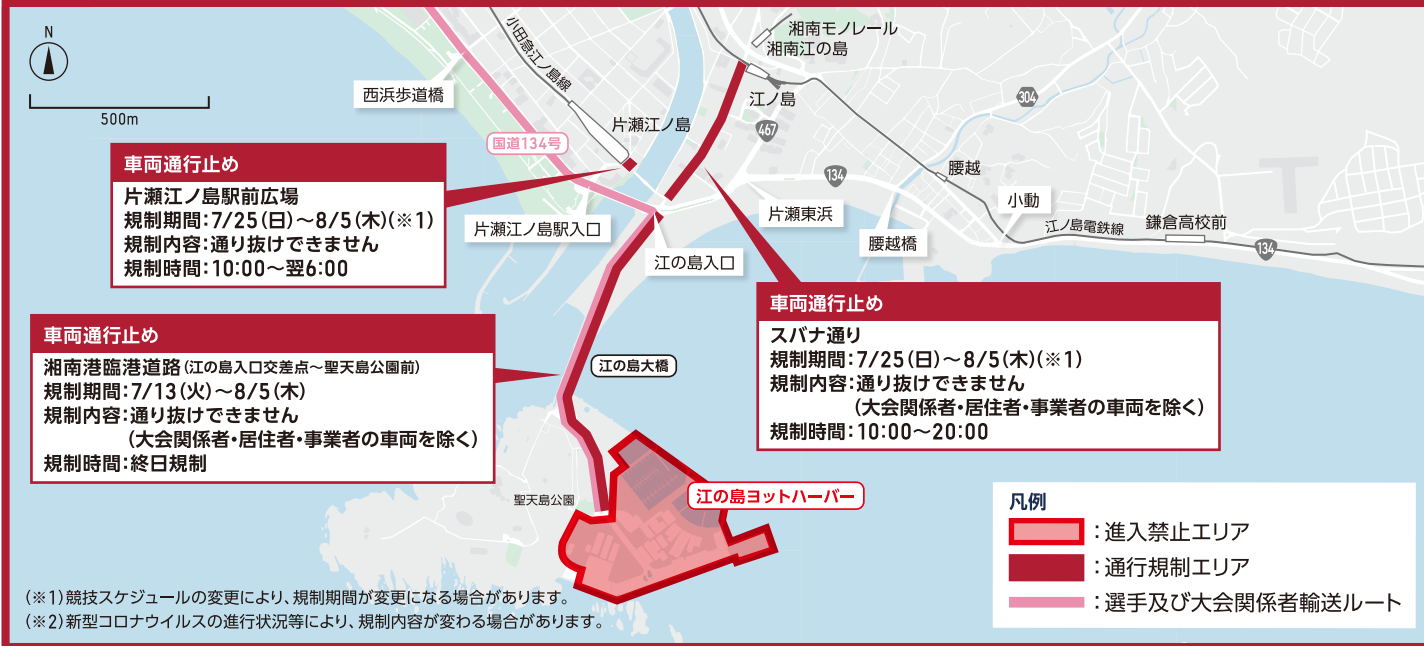 N
500m
湘南モノレール
湘南江の島
小田急江ノ島線
西浜歩道橋
江ノ島
304
片瀬江ノ島
467
国道134号
腰越
134
小動
片瀬東浜
片瀬江ノ島駅入口
腰越橋
江ノ島電鉄線
鎌倉高校前
134
江の島入口
車両通行止め
片瀬江ノ島駅前広場
規制期間:7/25(日)~8/5(木)(※1)
規制内容:通り抜けできません
規制時間:10:00~翌6:00
車両通行止め
スバナ通り
規制期間:7/25(日)~8/5(木)(※1)
規制内容:通り抜けできません
(大会関係者・居住者・事業者の車両を除く)
規制時間:10:00~20:00
車両通行止め
湘南港臨港道路(江の島入口交差点~聖天島公園前)
規制期間:7/13(火)~8/5(木)
規制内容:通り抜けできません
(大会関係者・居住者・事業者の車両を除く)
規制時間:終日規制
江の島大橋
聖天島公園
江の島ヨットハーバー
凡例
:進入禁止エリア
:通行規制エリア
:選手及び大会関係者輸送ルート
(※1)競技スケジュールの変更により、規制期間が変更になる場合があります。
(※2)新型コロナウイルスの進行状況等により、規制内容が変わる場合があります。